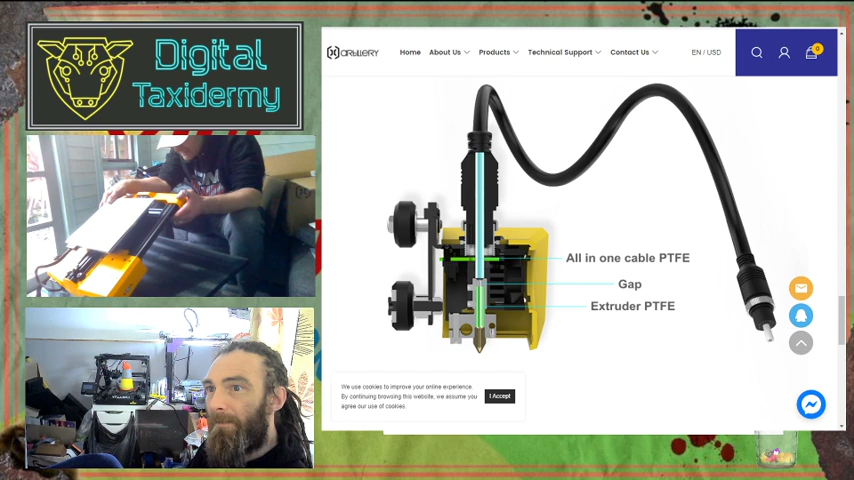 Digital
Taxidermy
ARTILLERY
Home
About Us
Products
Technical Support
Contact Us
EN / USD
0
All in one cable PTFE
Gap
Extruder PTFE
We use cookies to improve your online experience.
By continuing browsing this website, we assume you
agree our use of cookies.
I Accept